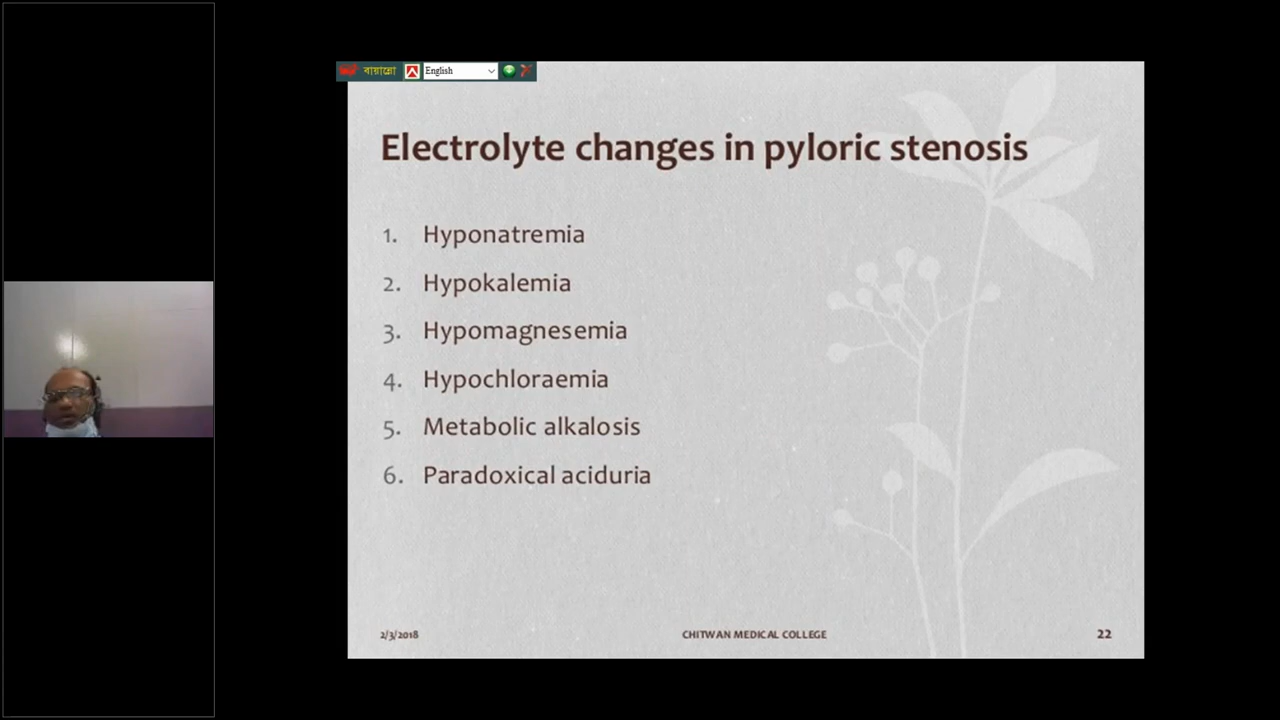 বায়ান্নো English
Electrolyte changes in pyloric stenosis
1. Hyponatremia
2. Hypokalemia
3. Hypomagnesemia
4. Hypochloraemia
5. Metabolic alkalosis
6. Paradoxical aciduria
2/3/2018 CHITWAN MEDICAL COLLEGE 22